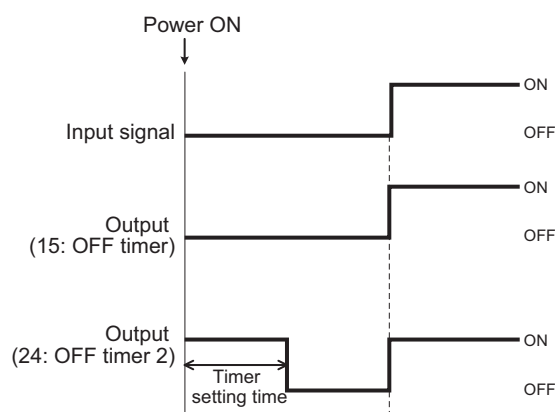 Power ON
Input signal
ON
OFF
Output
(15: OFF timer)
ON
OFF
Output
(24: OFF timer 2)
Timer
setting time
ON
OFF